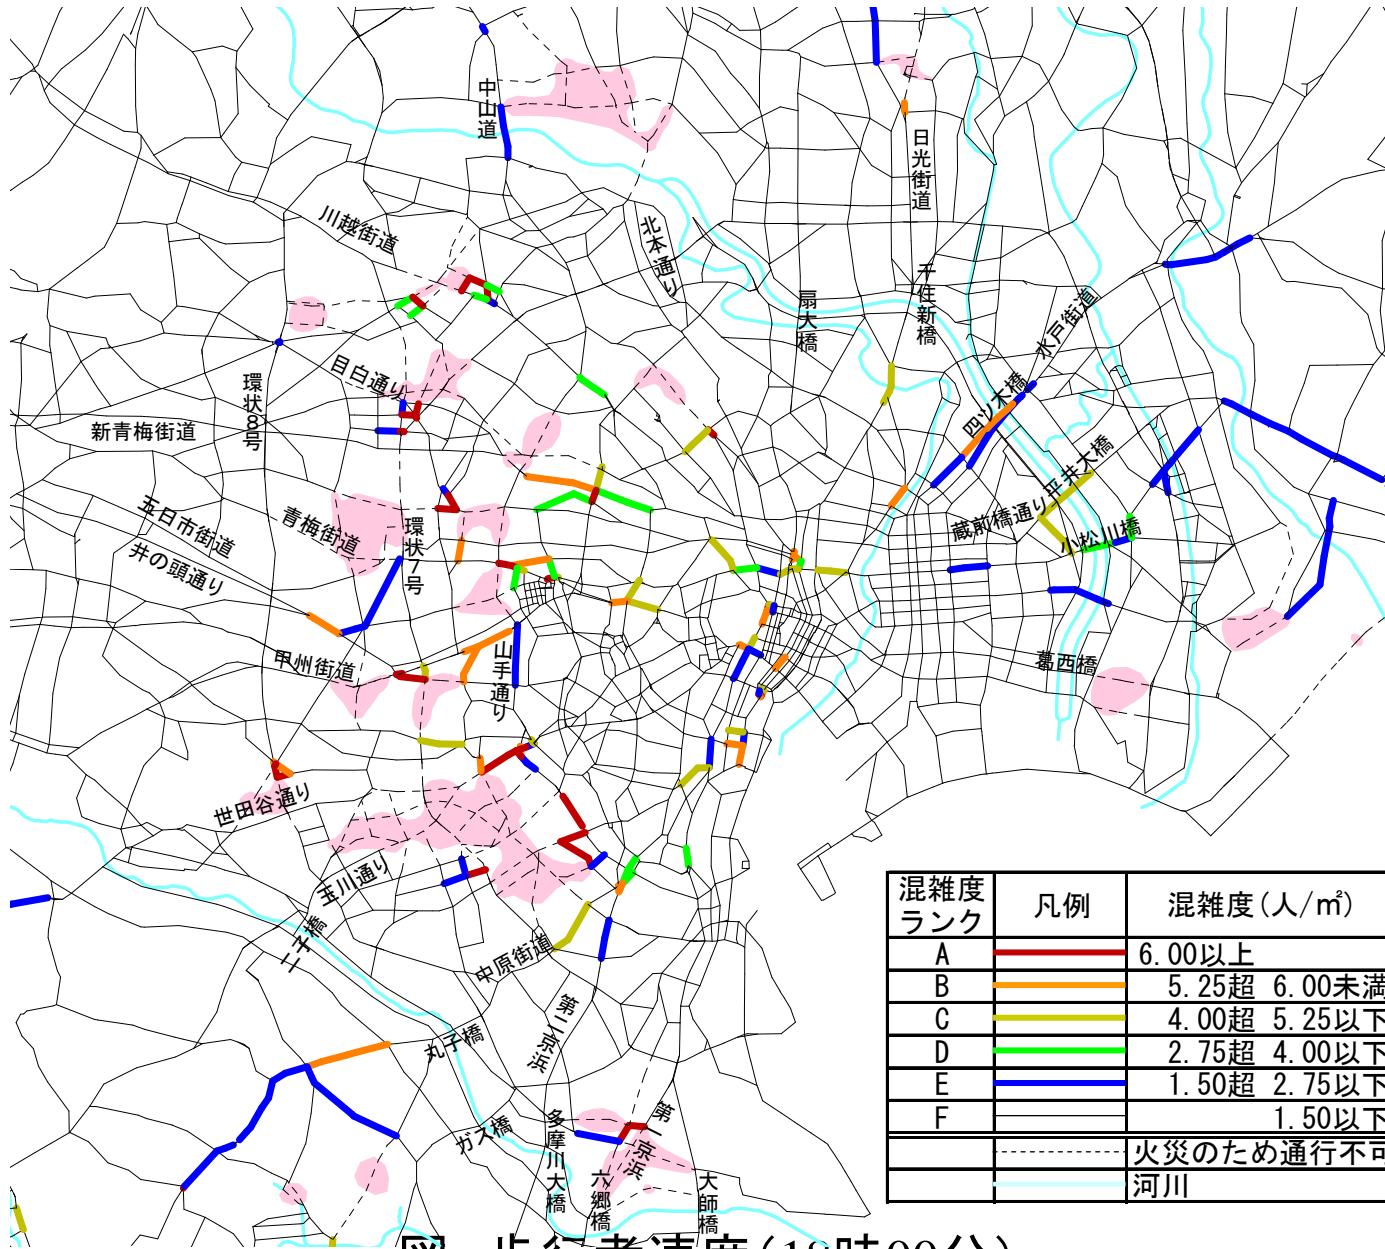 中山道
日光街道
川越街道
北本通り
千住新橋
扇大橋
水戸街道
目白通り
環状8号
四ツ木橋
新青梅街道
平井大橋
五日市街道
青梅街道
環状7号
蔵前橋通り
小松川橋
井の頭通り
甲州街道
山手通り
葛西橋
世田谷通り
玉川通り
二子橋
中原街道
第二京浜
丸子橋
ガス橋
多摩川大橋
第一京浜
六郷橋
大師橋
混雑度ランク 凡例 混雑度(人/㎡)
A 6.00以上
B 5.25超 6.00未満
C 4.00超 5.25以下
D 2.75超 4.00以下
E 1.50超 2.75以下
F 1.50以下
火災のため通行不可
河川